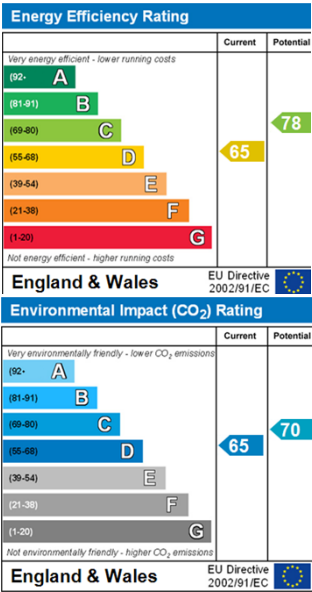 Energy Efficiency Rating
Current Potential
Very energy efficient - lower running costs
(92- A
(81-91) B
(69-80) C
(55-68) D
(39-54) E
(21-38) F
(1-20) G
65
78
Not energy efficient - higher running costs
England & Wales
EU Directive
2002/91/EC
Environmental Impact (CO2) Rating
Current Potential
Very environmentally friendly - lower CO2 emissions
(92- A
(81-91) B
(69-80) C
(55-68) D
(39-54) E
(21-38) F
(1-20) G
65
70
Not environmentally friendly - higher CO2 emissions
England & Wales
EU Directive
2002/91/EC